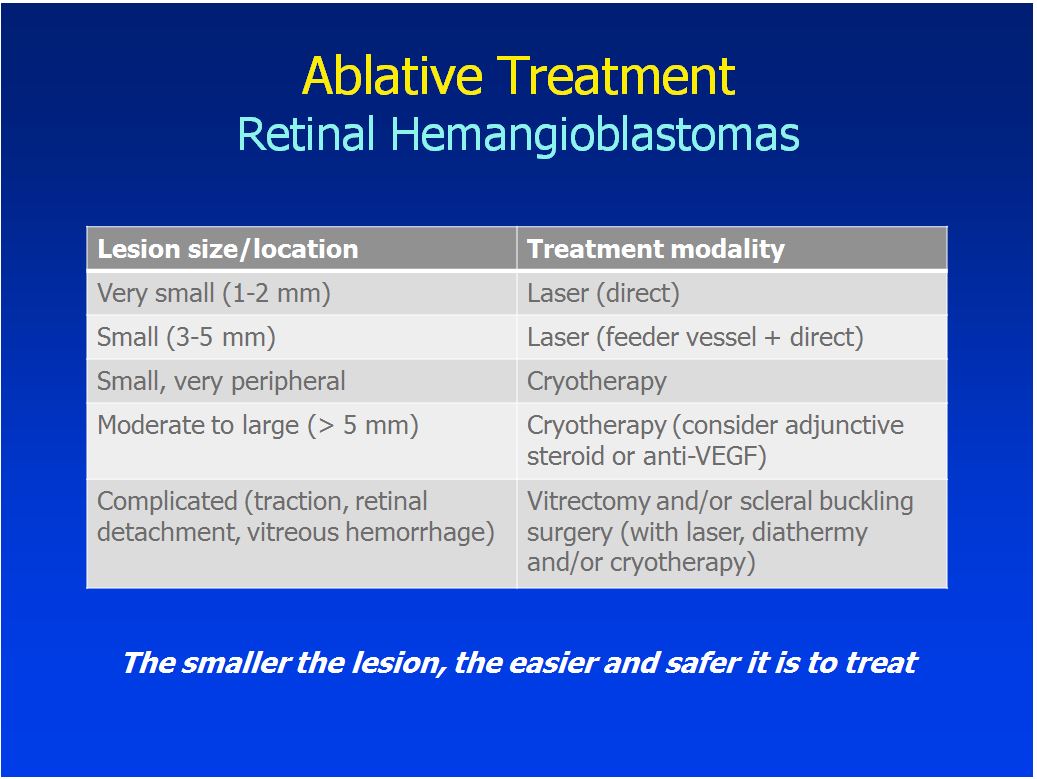 Ablative Treatment
Retinal Hemangioblastomas
Lesion size/location
Treatment modality
Very small (1-2 mm)
Laser (direct)
Small (3-5 mm)
Laser (feeder vessel + direct)
Small, very peripheral
Cryotherapy
Moderate to large (> 5 mm)
Cryotherapy (consider adjunctive
steroid or anti-VEGF)
Complicated (traction, retinal
detachment, vitreous hemorrhage)
Vitrectomy and/or scleral buckling
surgery (with laser, diathermy
and/or cryotherapy)
The smaller the lesion, the easier and safer it is to treat